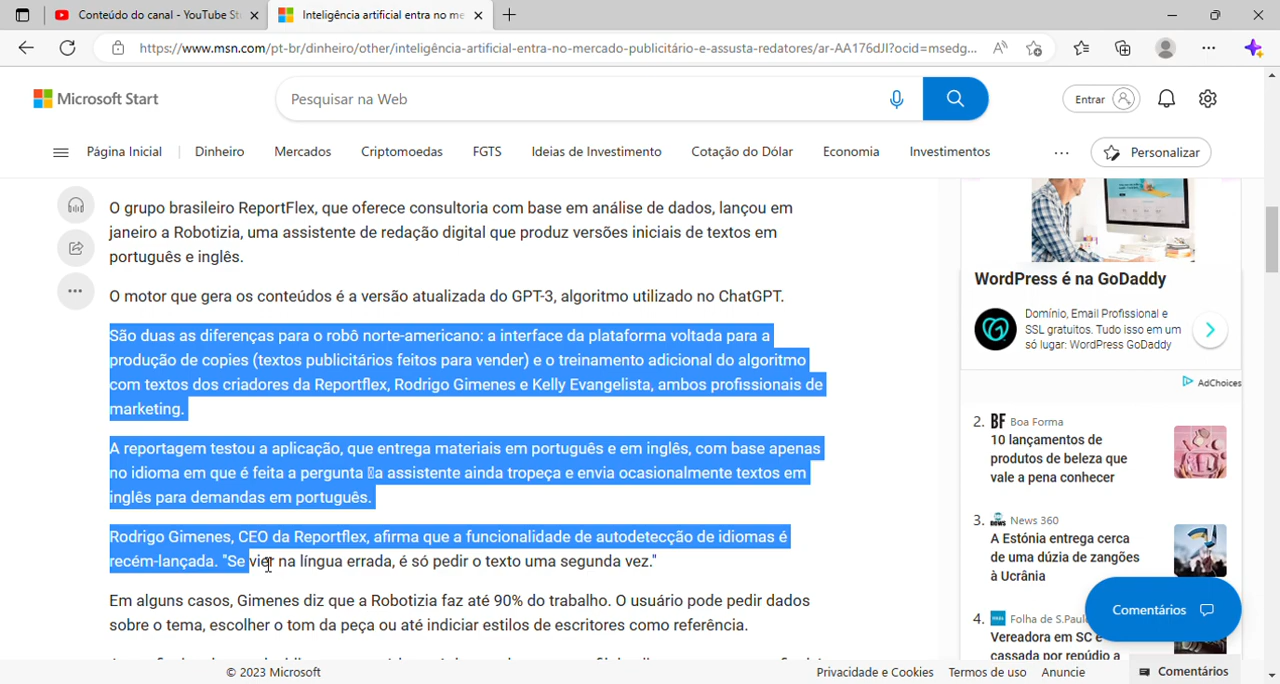 Conteúdo do canal - YouTube St
Inteligência artificial entra no me
https://www.msn.com/pt-br/dinheiro/other/inteligência-artificial-entra-no-mercado-publicitário-e-assusta-redatores/ar-AA176dJI?ocid=msedg...
Microsoft Start
Pesquisar na Web
Entrar
Página Inicial
Dinheiro
Mercados
Criptomoedas
FGTS
Ideias de Investimento
Cotação do Dólar
Economia
Investimentos
Personalizar
O grupo brasileiro ReportFlex, que oferece consultoria com base em análise de dados, lançou em
janeiro a Robotizia, uma assistente de redação digital que produz versões iniciais de textos em
português e inglês.
O motor que gera os conteúdos é a versão atualizada do GPT-3, algoritmo utilizado no ChatGPT.
São duas as diferenças para o robô norte-americano: a interface da plataforma voltada para a
produção de copies (textos publicitários feitos para vender) e o treinamento adicional do algoritmo
com textos dos criadores da Reportflex, Rodrigo Gimenes e Kelly Evangelista, ambos profissionais de
marketing.
A reportagem testou a aplicação, que entrega materiais em português e em inglês, com base apenas
no idioma em que é feita a pergunta a assistente ainda tropeça e envia ocasionalmente textos em
inglês para demandas em português.
Rodrigo Gimenes, CEO da Reportflex, afirma que a funcionalidade de autodetecção de idiomas é
recém-lançada. "Se vier na língua errada, é só pedir o texto uma segunda vez."
Em alguns casos, Gimenes diz que a Robotizia faz até 90% do trabalho. O usuário pode pedir dados
sobre o tema, escolher o tom da peça ou até indiciar estilos de escritores como referência.
WordPress é na GoDaddy
Domínio, Email Profissional e
SSL gratuitos. Tudo isso em um
só lugar: WordPress GoDaddy
AdChoices
2. BF Boa Forma
10 lançamentos de
produtos de beleza que
vale a pena conhecer
3. News 360
A Estónia entrega cerca
de uma dúzia de zangões
à Ucrânia
Comentários
4. Folha de S.Paulo
Vereadora em SC é
cassada por repúdio a
© 2023 Microsoft
Privacidade e Cookies
Termos de uso
Anuncie
Comentários